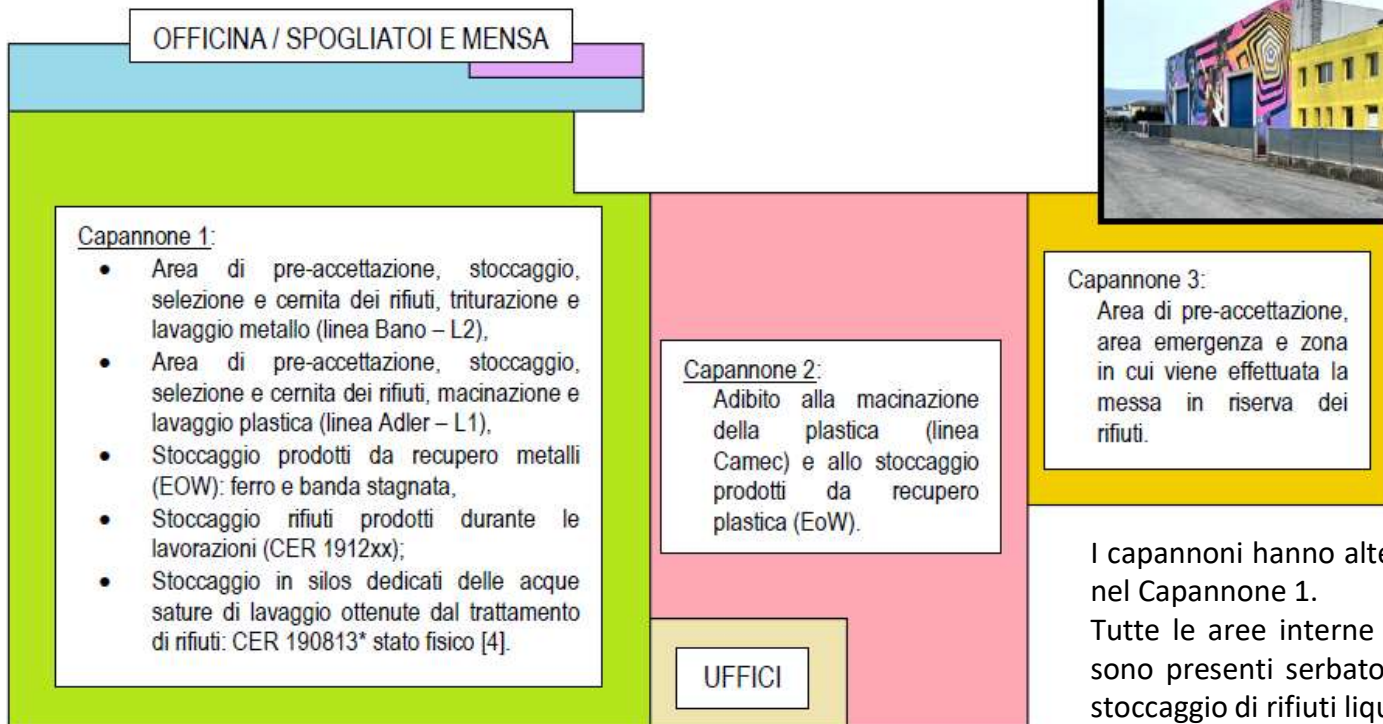 OFFICINA / SPOGLIATOI E MENSA
Capannone 1:
• Area di pre-accettazione, stoccaggio,
selezione e cernita dei rifiuti, triturazione e
lavaggio metallo (linea Bano – L2),
• Area di pre-accettazione, stoccaggio,
selezione e cernita dei rifiuti, macinazione e
lavaggio plastica (linea Adler – L1),
• Stoccaggio prodotti da recupero metalli
(EOW): ferro e banda stagnata,
• Stoccaggio rifiuti prodotti durante le
lavorazioni (CER 1912xx);
• Stoccaggio in silos dedicati delle acque
sature di lavaggio ottenute dal trattamento
di rifiuti: CER 190813* stato fisico [4].
Capannone 2:
Adibito alla macinazione
della plastica (linea
Camec) e allo stoccaggio
prodotti da recupero
plastica (EoW).
UFFICI
Capannone 3:
Area di pre-accettazione,
area emergenza e zona
in cui viene effettuata la
messa in riserva dei
rifiuti.
I capannoni hanno alte
nel Capannone 1.
Tutte le aree interne
sono presenti serbato
stoccaggio di rifiuti liqu